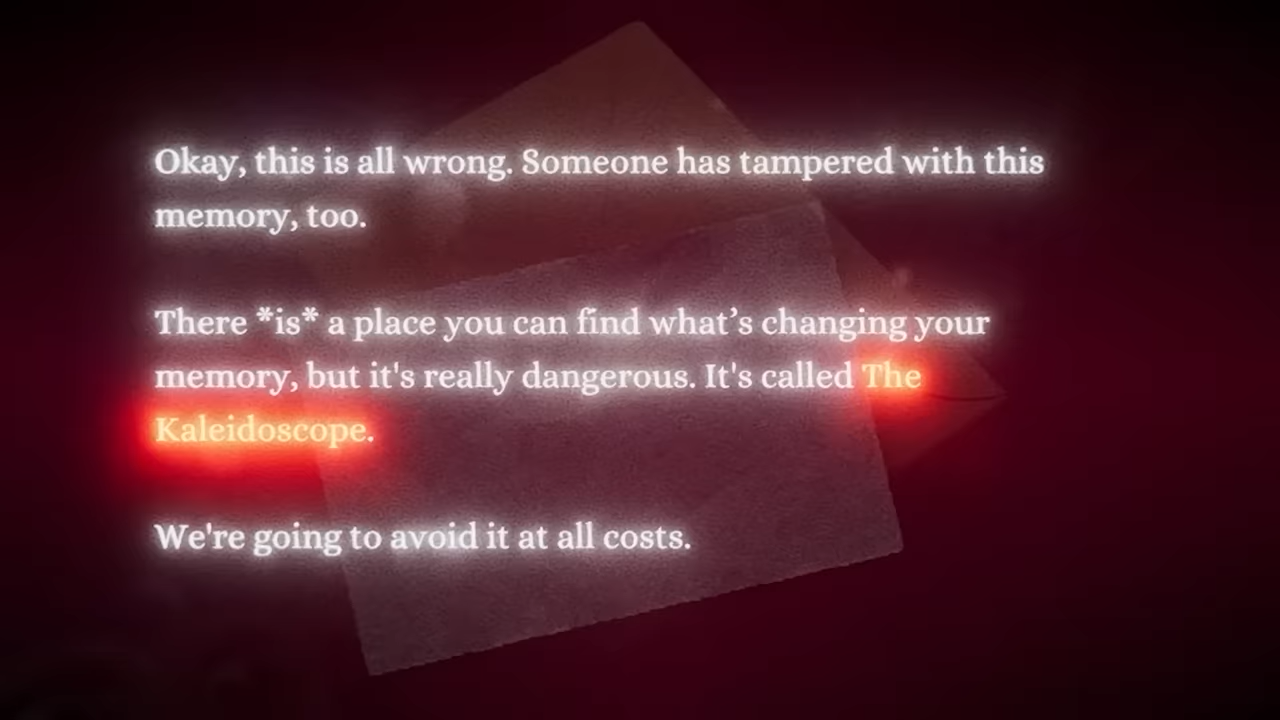 Okay, this is all wrong. Someone has tampered with this
memory, too.
There *is* a place you can find what’s changing your
memory, but it's really dangerous. It's called The
Kaleidoscope.
We're going to avoid it at all costs.